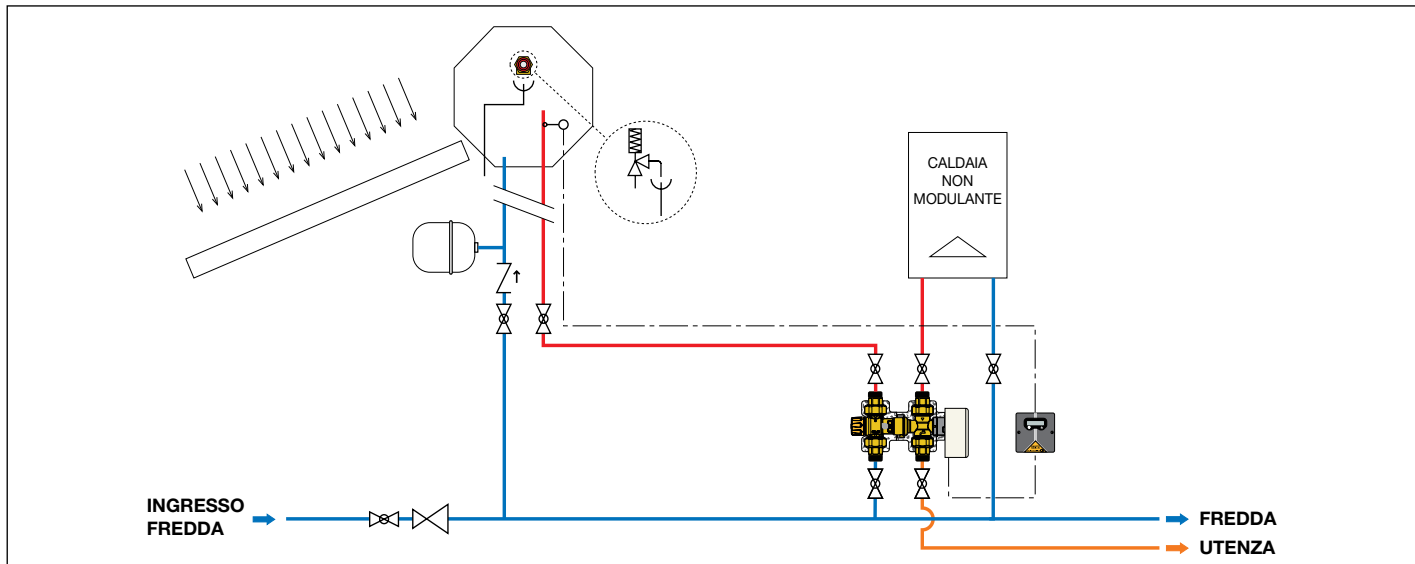 CALDAIA
NON
MODULANTE
INGRESSO
FREDDA
FREDDA
UTENZA